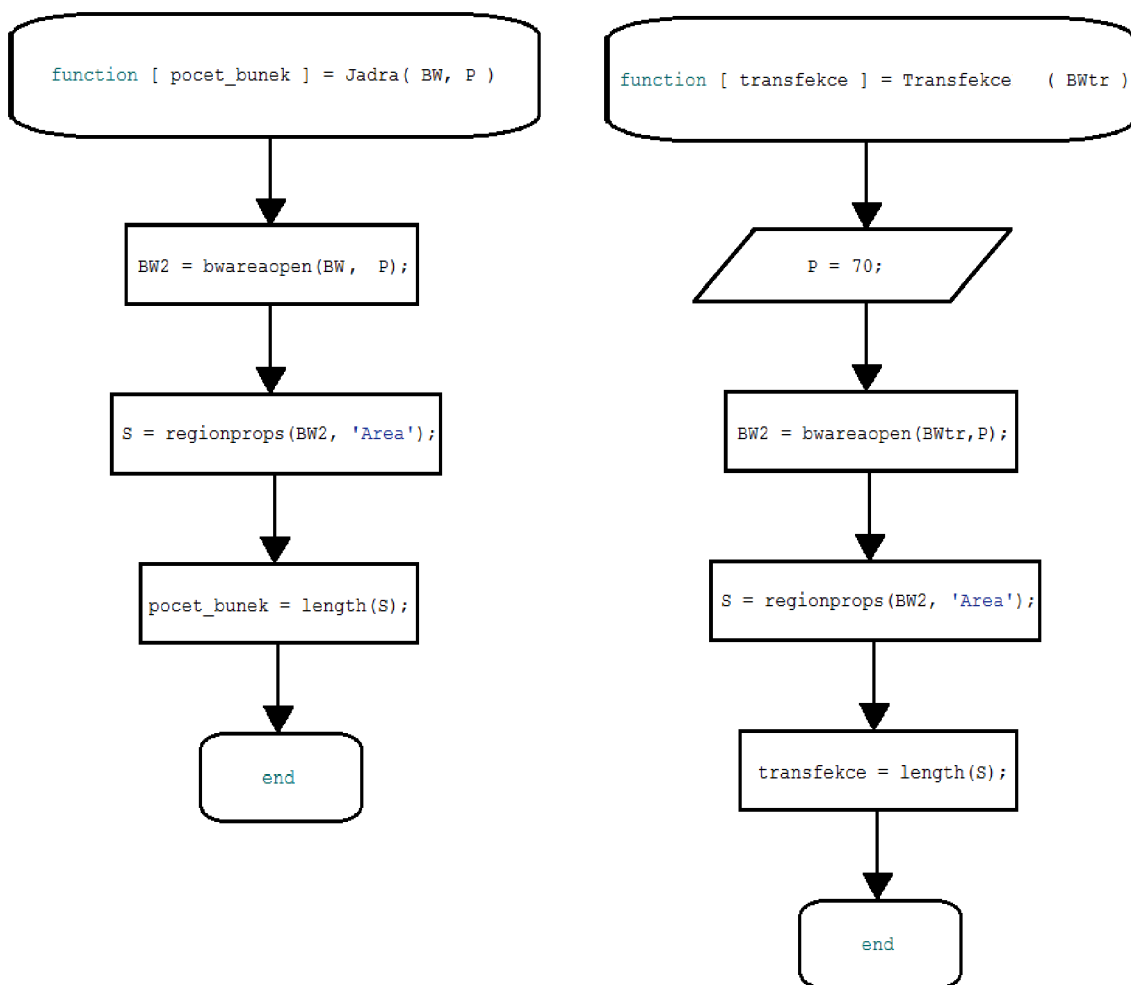 function [ pocet_bunek ] = Jadra( BW, P )
BW2 = bwareaopen(BW, P);
S = regionprops(BW2, 'Area');
pocet_bunek = length(S);
end
function [ transfekce ] = Transfekce ( BWtr )
P = 70;
BW2 = bwareaopen(BWtr,P);
S = regionprops(BW2, 'Area');
transfekce = length(S);
end